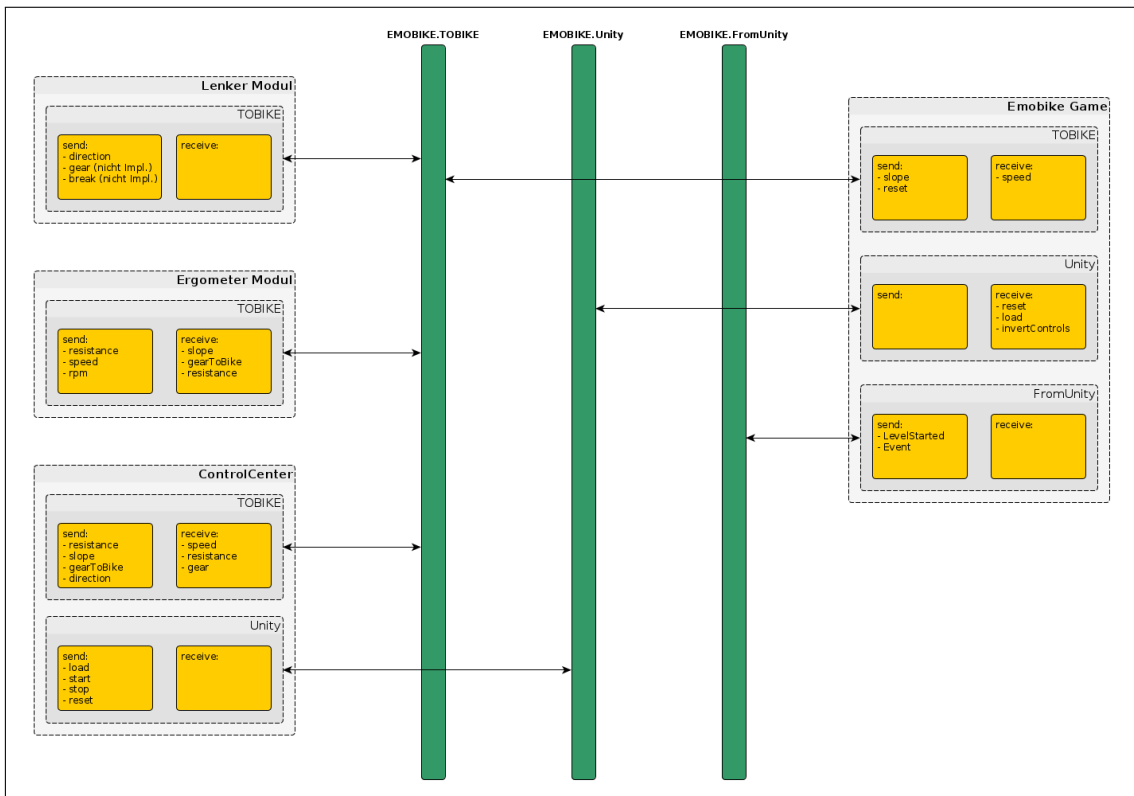 EMOBIKE.TOBIKE
EMOBIKE.Unity
EMOBIKE.FromUnity
Lenker Modul
TOBIKE
send:
- direction
- gear (nicht Impl.)
- break (nicht Impl.)
receive:
Ergometer Modul
TOBIKE
send:
- resistance
- speed
- rpm
receive:
- slope
- gearToBike
- resistance
ControlCenter
TOBIKE
send:
- resistance
- slope
- gearToBike
- direction
receive:
- speed
- resistance
- gear
Unity
send:
- load
- start
- stop
- reset
receive:
Emobike Game
TOBIKE
send:
- slope
- reset
receive:
- speed
Unity
send:
receive:
- reset
- load
- invertControls
FromUnity
send:
- LevelStarted
- Event
receive: